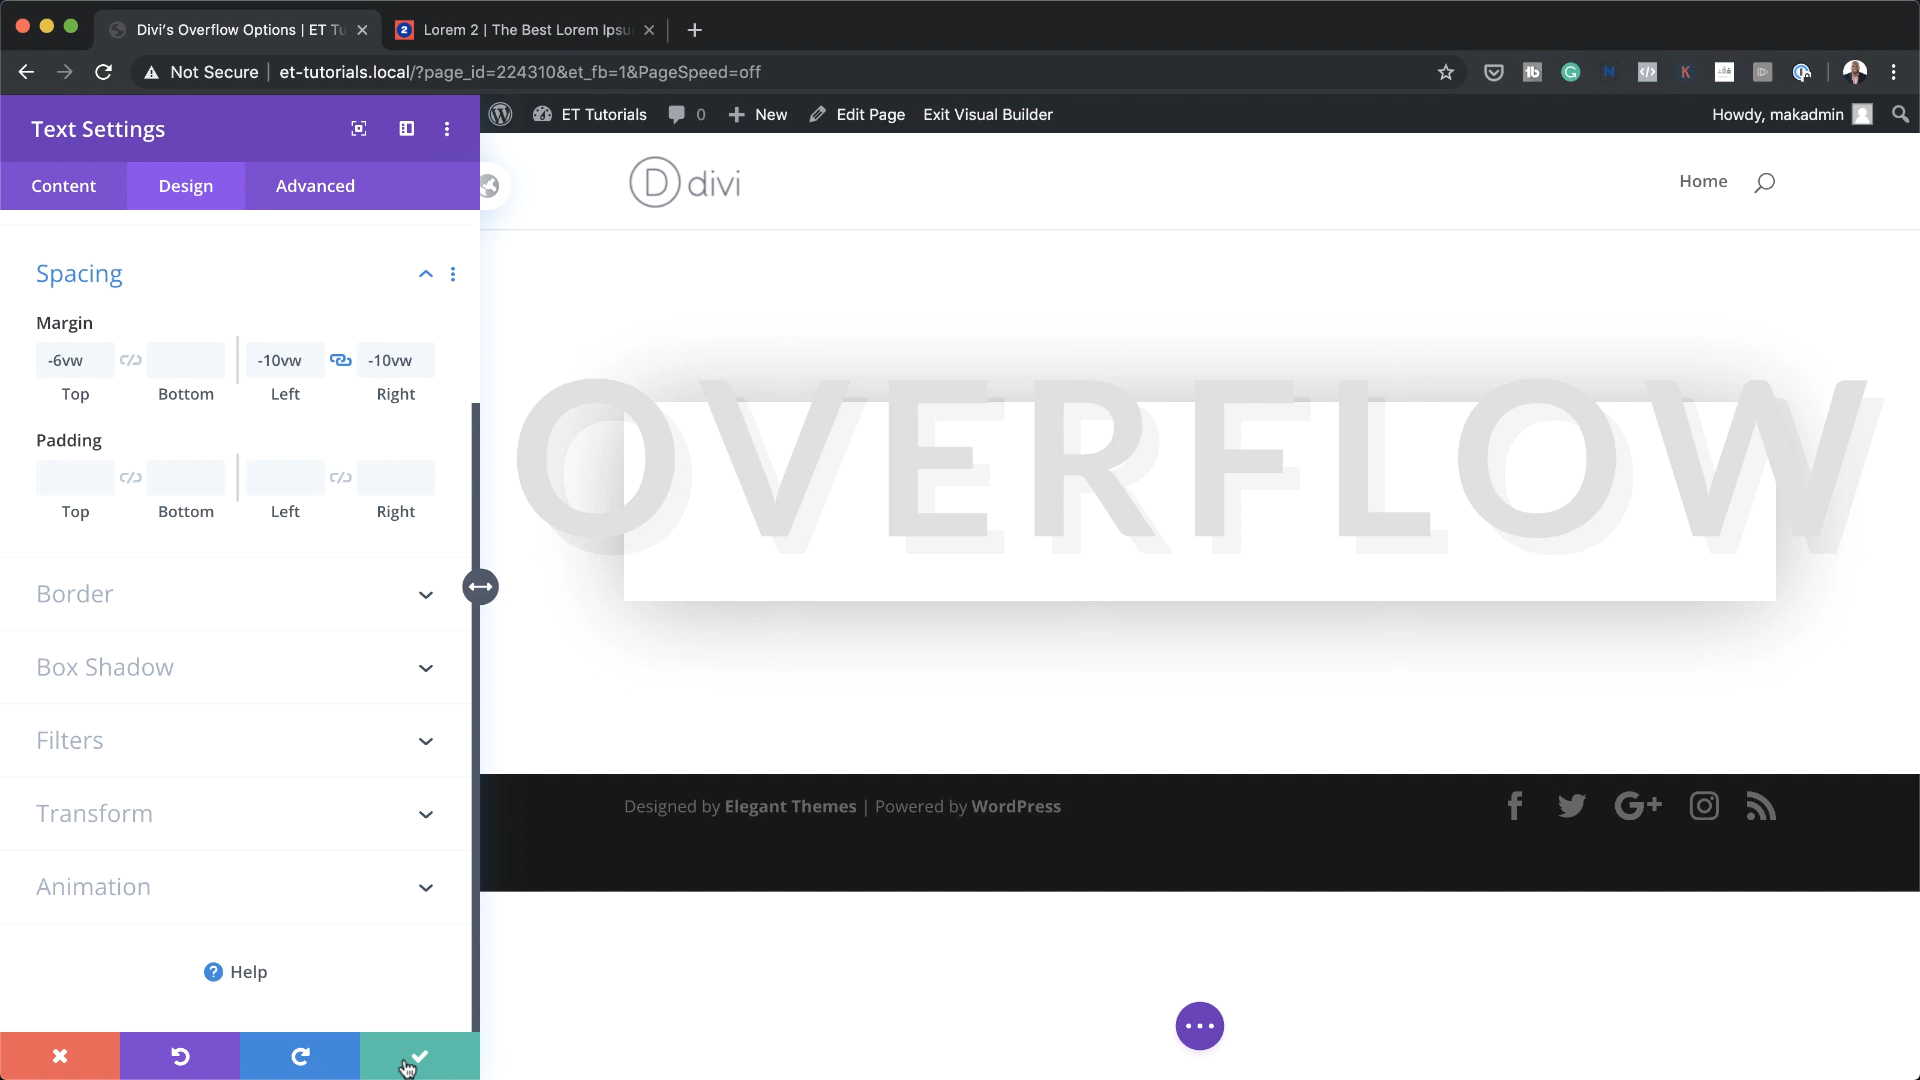 Divi's Overflow Options | ET Tu
Lorem 2 | The Best Lorem Ipsu
Not Secure | et-tutorials.local/?page_id=224310&et_fb=1&PageSpeed=off
ET Tutorials 0 New Edit Page Exit Visual Builder Howdy, makadmin
Text Settings
Content Design Advanced
D divi
Home
Spacing
Margin
-6vw -10vw -10vw
Top Bottom Left Right
Padding
Top Bottom Left Right
Border
Box Shadow
Filters
Transform
Animation
? Help
OVERFLOW
Designed by Elegant Themes | Powered by WordPress